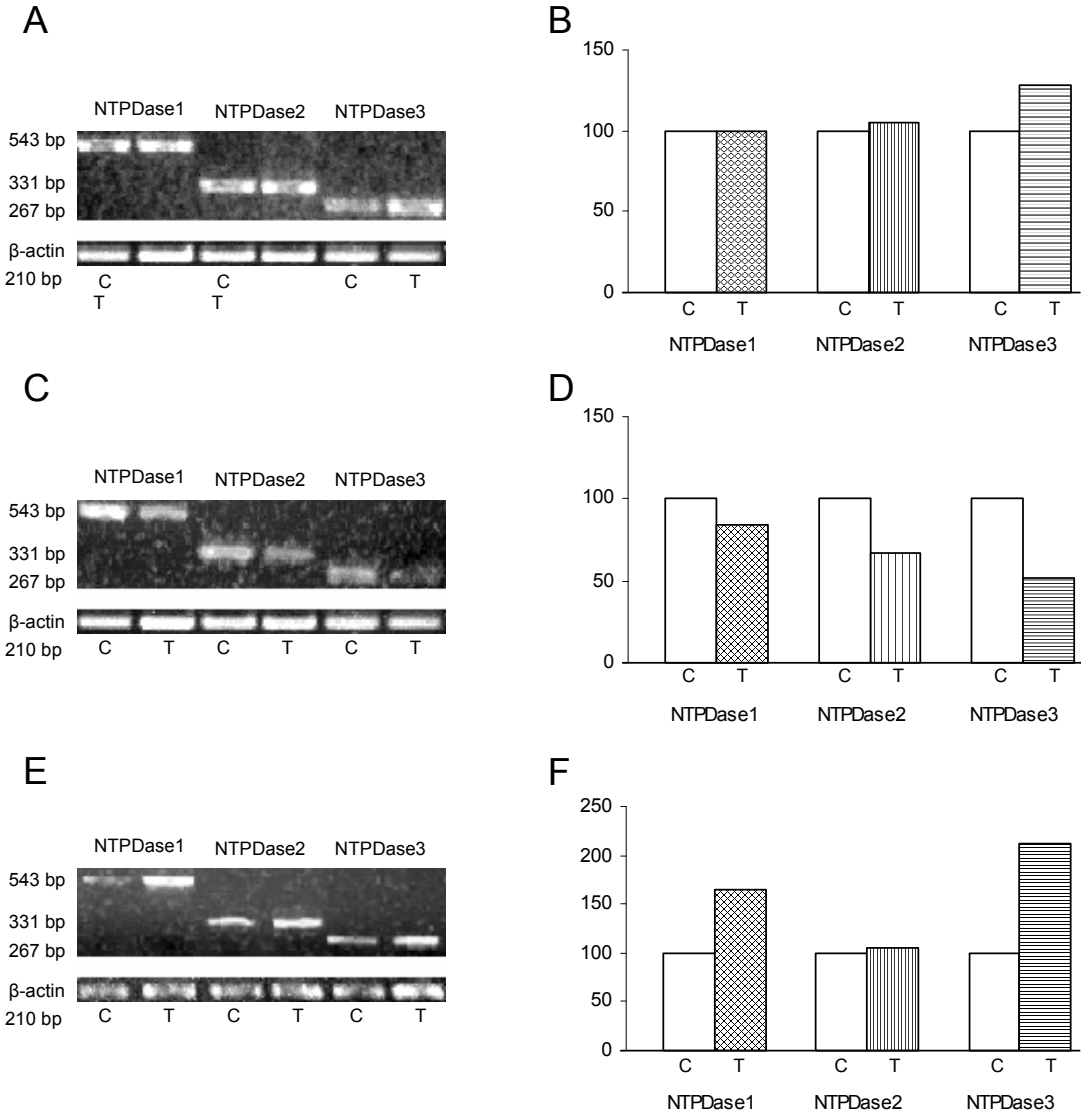 A
NTPDase1 NTPDase2 NTPDase3
543 bp
331 bp
267 bp
β-actin
210 bp
C C C T
T T
B
150
100
50
0
C T C T C T
NTPDase1 NTPDase2 NTPDase3
C
NTPDase1 NTPDase2 NTPDase3
543 bp
331 bp
267 bp
β-actin
210 bp
C T C T C T
D
150
100
50
0
C T C T C T
NTPDase1 NTPDase2 NTPDase3
E
NTPDase1 NTPDase2 NTPDase3
543 bp
331 bp
267 bp
β-actin
210 bp
C T C T C T
F
250
200
150
100
50
0
C T C T C T
NTPDase1 NTPDase2 NTPDase3